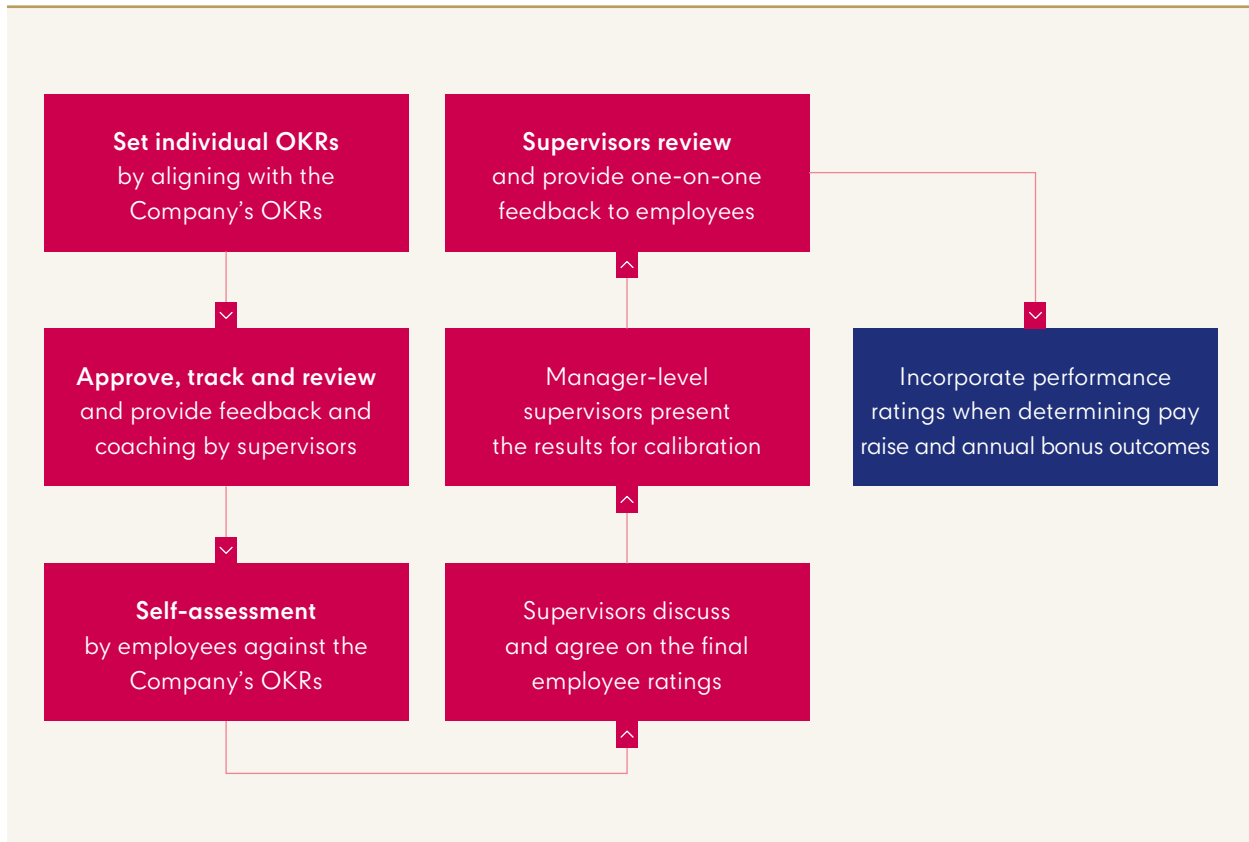 Set individual OKRs
by aligning with the
Company’s OKRs
Approve, track and review
and provide feedback and
coaching by supervisors
Self-assessment
by employees against the
Company’s OKRs
Supervisors discuss
and agree on the final
employee ratings
Manager-level
supervisors present
the results for calibration
Supervisors review
and provide one-on-one
feedback to employees
Incorporate performance
ratings when determining pay
raise and annual bonus outcomes